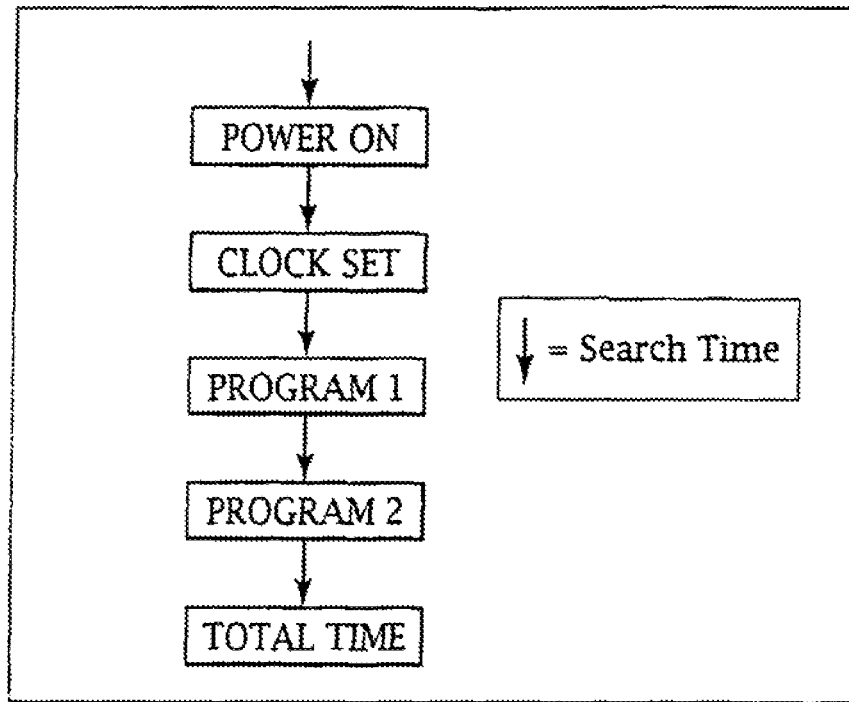 POWER ON
CLOCK SET
= Search Time
PROGRAM 1
PROGRAM 2
TOTAL TIME